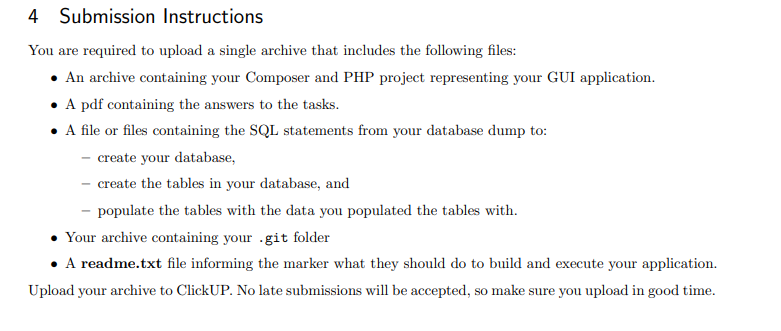 4 Submission Instructions
You are required to upload a single archive that includes the following files:
• An archive containing your Composer and PHP project representing your GUI application.
• A pdf containing the answers to the tasks.
• A file or files containing the SQL statements from your database dump to:
– create your database,
– create the tables in your database, and
– populate the tables with the data you populated the tables with.
• Your archive containing your .git folder
• A readme.txt file informing the marker what they should do to build and execute your application.
Upload your archive to ClickUP. No late submissions will be accepted, so make sure you upload in good time.